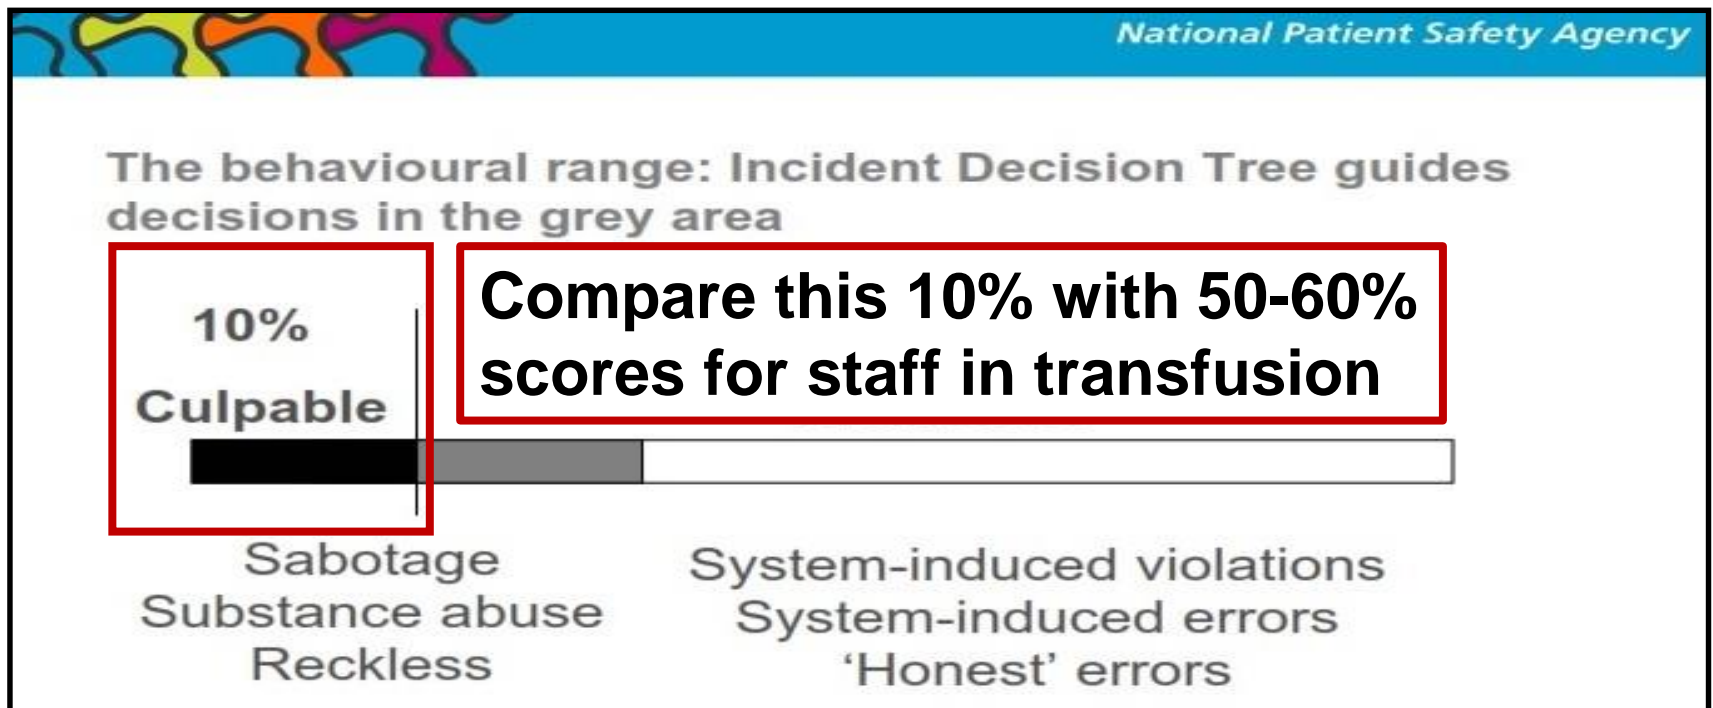 National Patient Safety Agency
The behavioural range: Incident Decision Tree guides
decisions in the grey area
10%
Culpable
Compare this 10% with 50-60%
scores for staff in transfusion
Sabotage
Substance abuse
Reckless
System-induced violations
System-induced errors
‘Honest’ errors